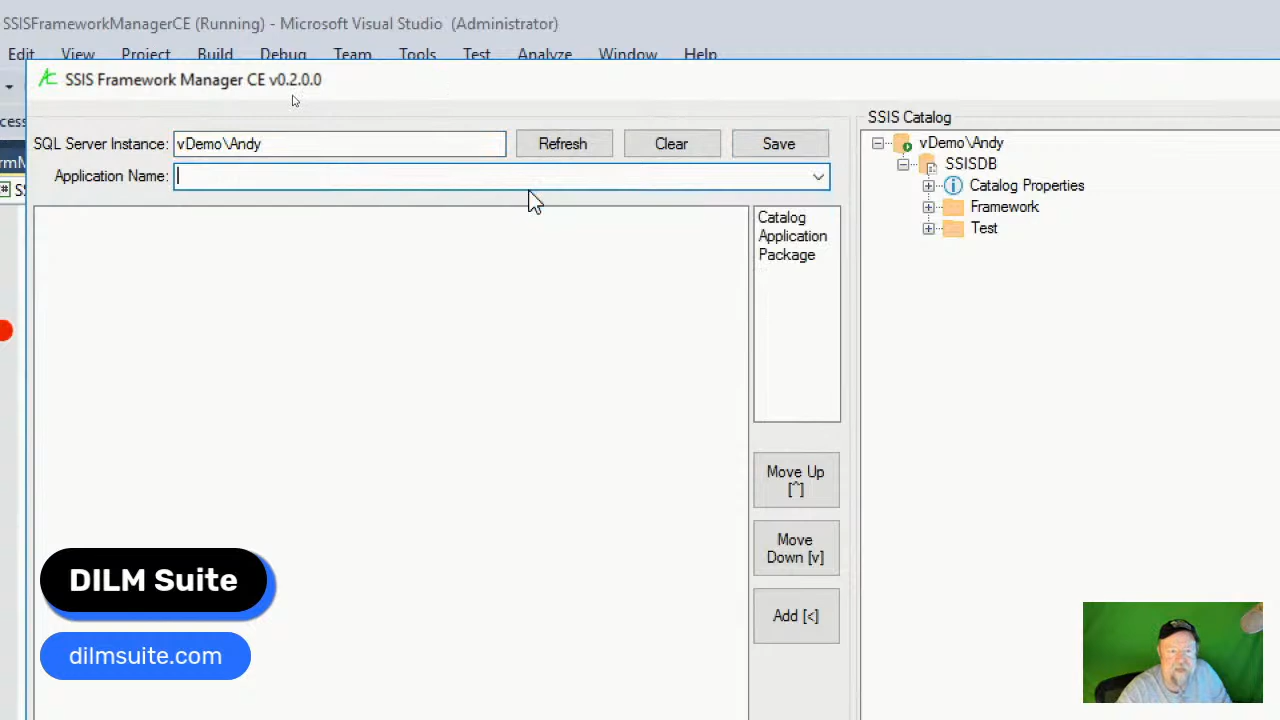 SSISFrameworkManagerCE (Running) - Microsoft Visual Studio (Administrator)
Edit View Project Build Debug Team Tools Test Analyze Window Help
SSIS Framework Manager CE v0.2.0.0
SQL Server Instance: vDemo\Andy Refresh Clear Save
Application Name:
Catalog
Application
Package
Move Up
[^]
Move
Down [v]
Add [<]
SSIS Catalog
vDemo\Andy
SSISDB
Catalog Properties
Framework
Test
DILM Suite
dilmsuite.com